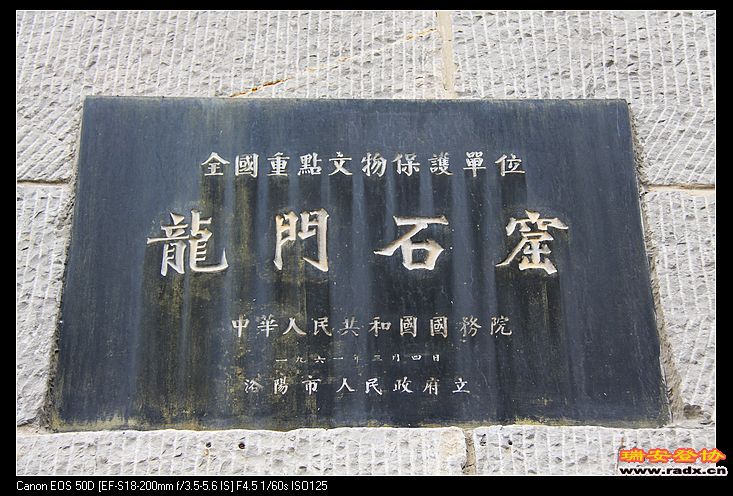 全國重點文物保護單位
龍門石窟
中華人民共和國國務院
一九六一年三月四日
洛陽市人民政府立
瑞安登协
www.radx.cn
Canon EOS 50D [EF-S18-200mm f/3.5-5.6 IS] F4.5 1/60s ISO125